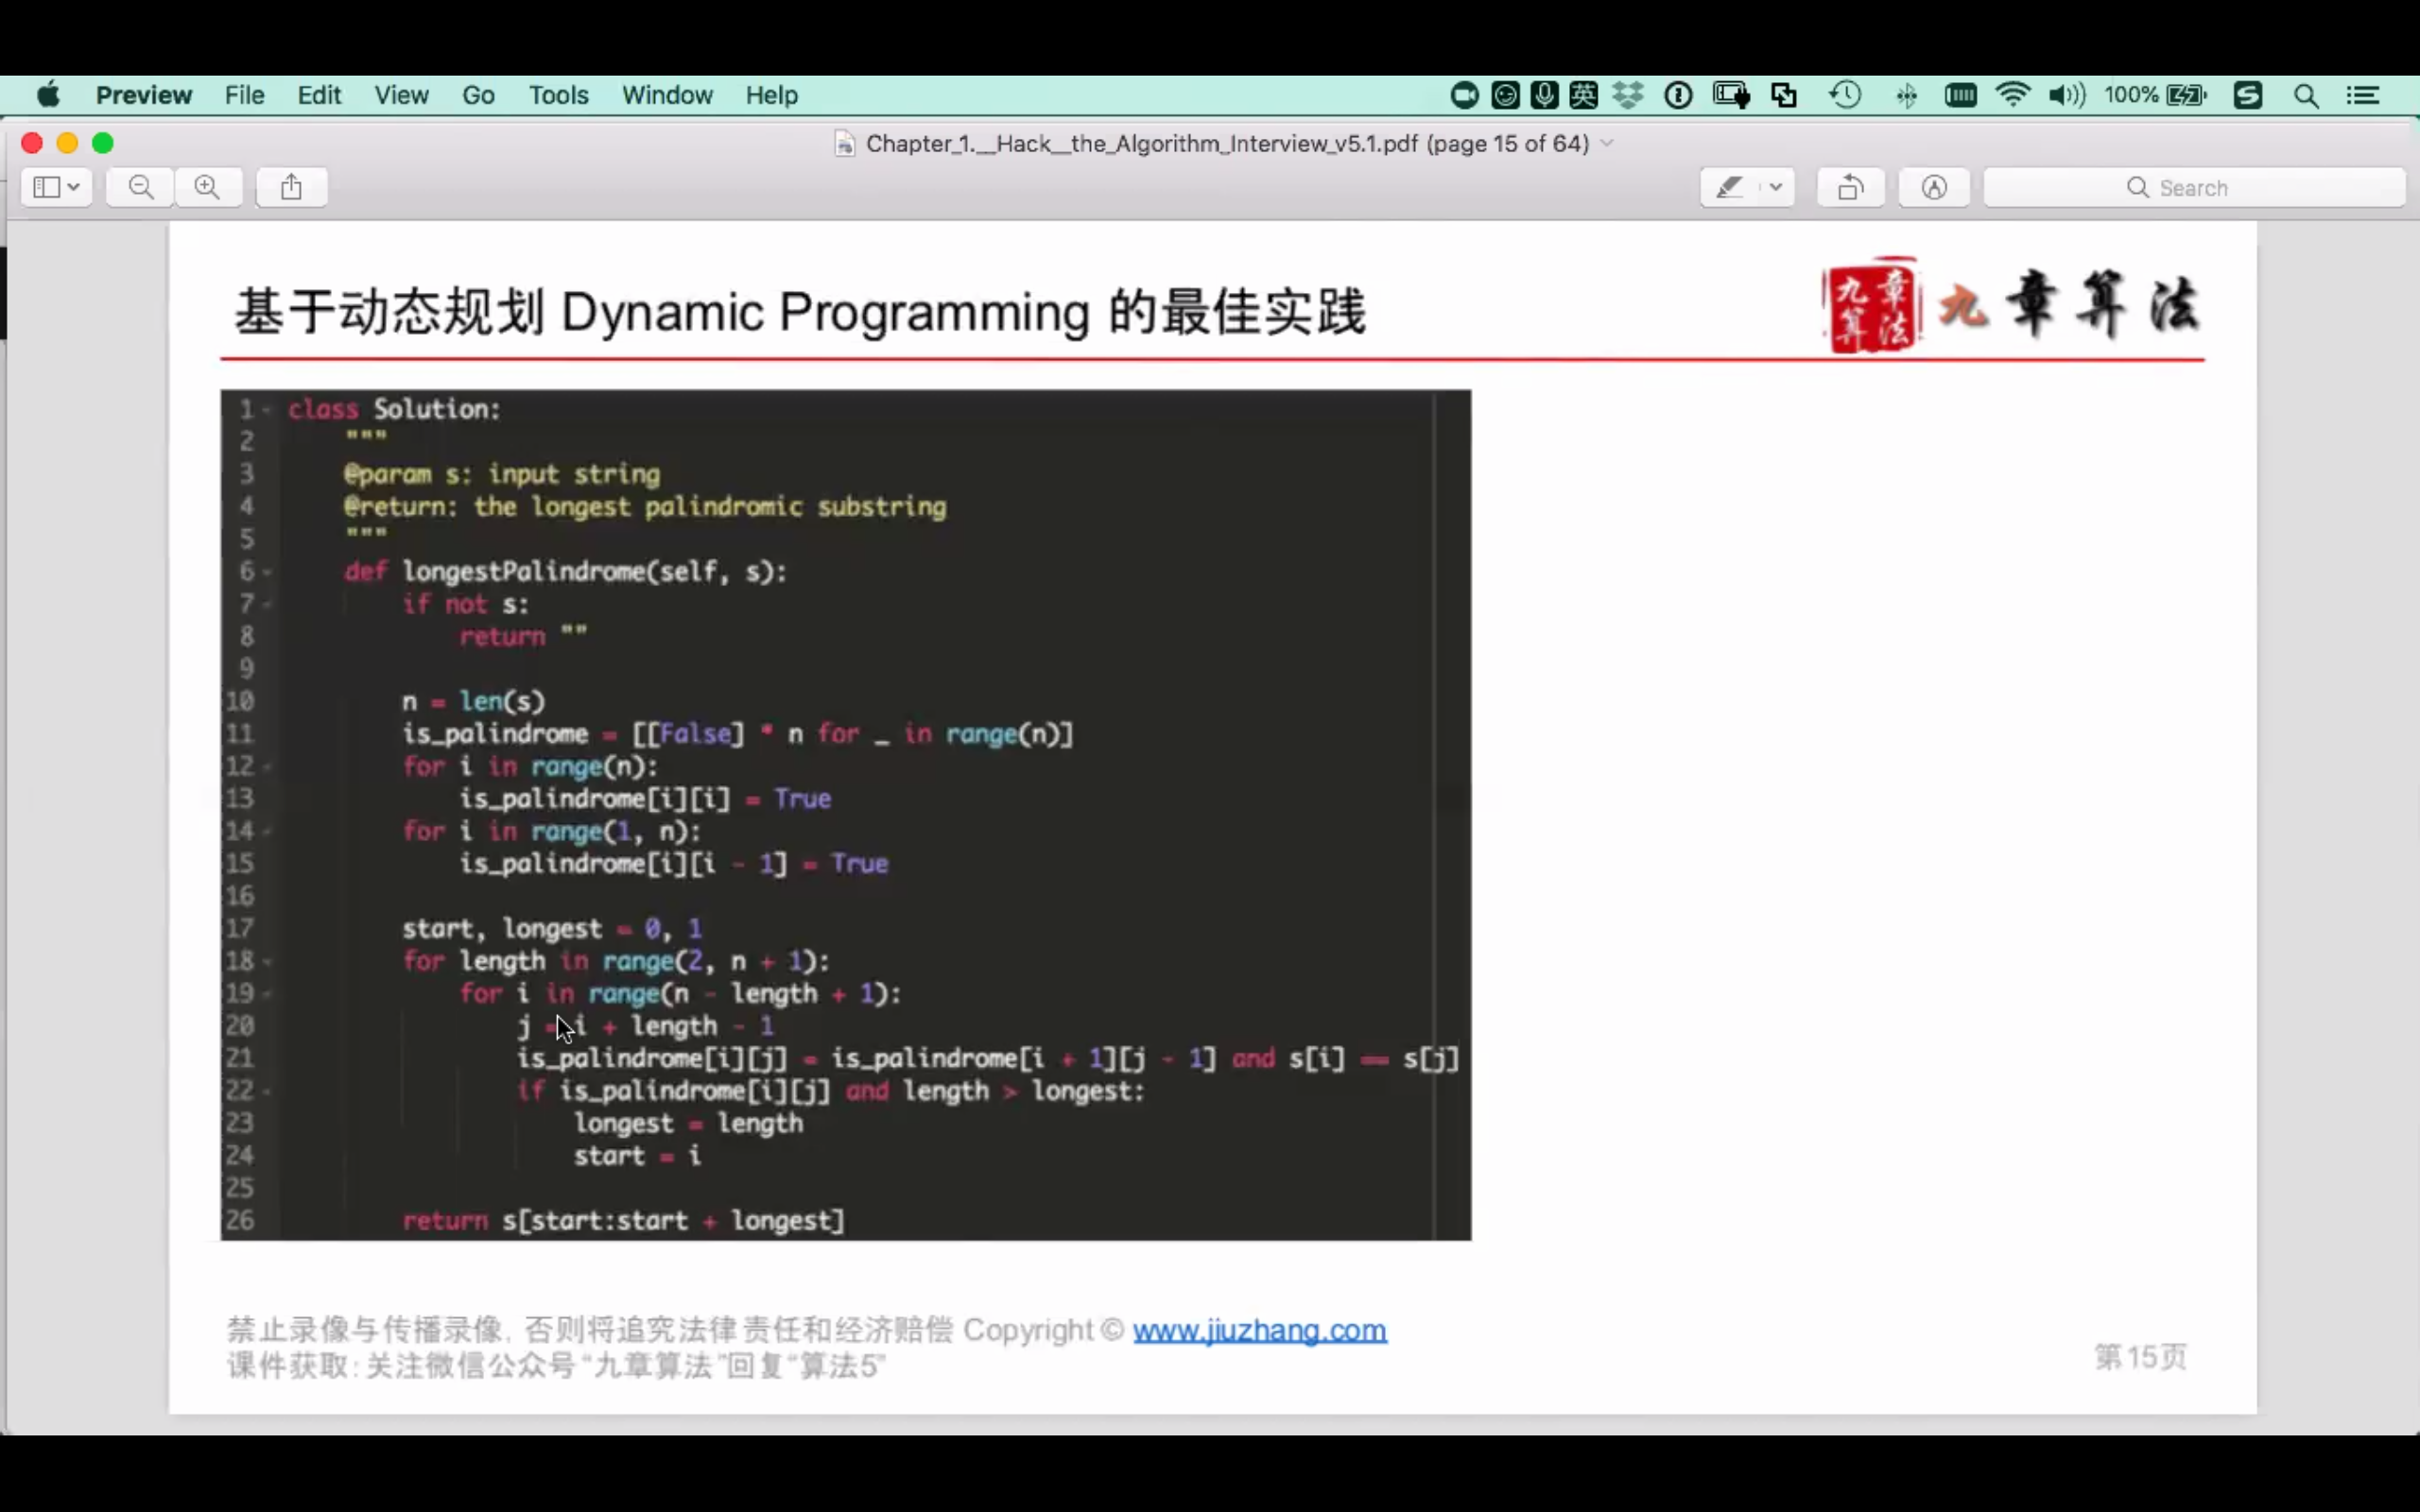 Preview File Edit View Go Tools Window Help 英 100%
Chapter_1.__Hack__the_Algorithm_Interview_v5.1.pdf (page 15 of 64)
Search
基于动态规划 Dynamic Programming 的最佳实践
九章算法 九章算法
1 class Solution:
2     """
3     @param s: input string
4     @return: the longest palindromic substring
5     """
6     def longestPalindrome(self, s):
7         if not s:
8             return ""
9
10         n = len(s)
11         is_palindrome = [[False] * n for _ in range(n)]
12         for i in range(n):
13             is_palindrome[i][i] = True
14         for i in range(1, n):
15             is_palindrome[i][i - 1] = True
16
17         start, longest = 0, 1
18         for length in range(2, n + 1):
19             for i in range(n - length + 1):
20                 j = i + length - 1
21                 is_palindrome[i][j] = is_palindrome[i + 1][j - 1] and s[i] == s[j]
22                 if is_palindrome[i][j] and length > longest:
23                     longest = length
24                     start = i
25
26         return s[start:start + longest]
禁止录像与传播录像, 否则将追究法律责任和经济赔偿 Copyright © www.jiuzhang.com
课件获取: 关注微信公众号“九章算法”回复“算法5”
第15页